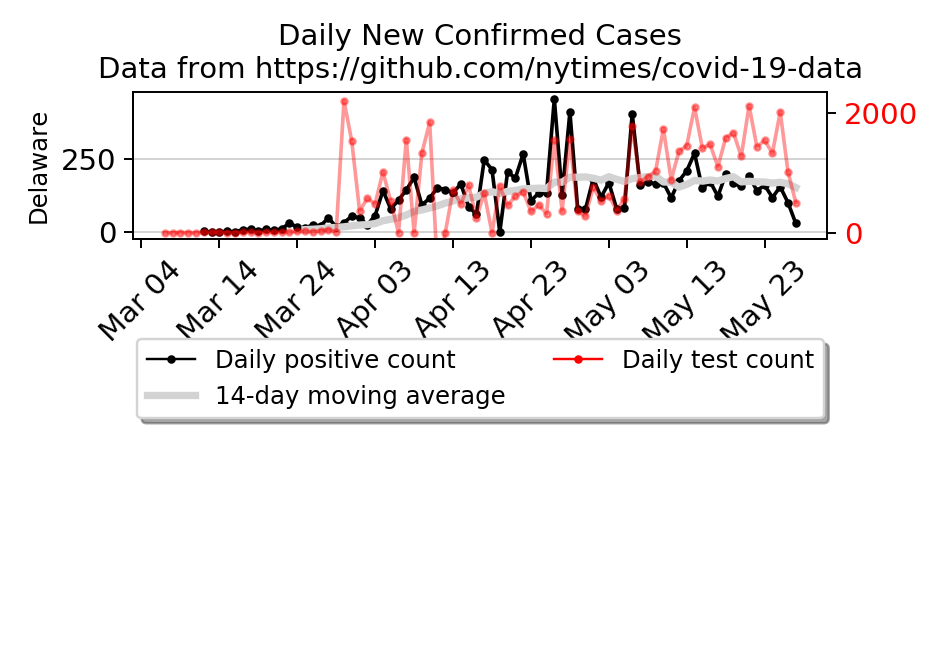 Daily New Confirmed Cases
Data from https://github.com/nytimes/covid-19-data
Delaware
250
0
2000
0
Mar 04
Mar 14
Mar 24
Apr 03
Apr 13
Apr 23
May 03
May 13
May 23
Daily positive count
Daily test count
14-day moving average